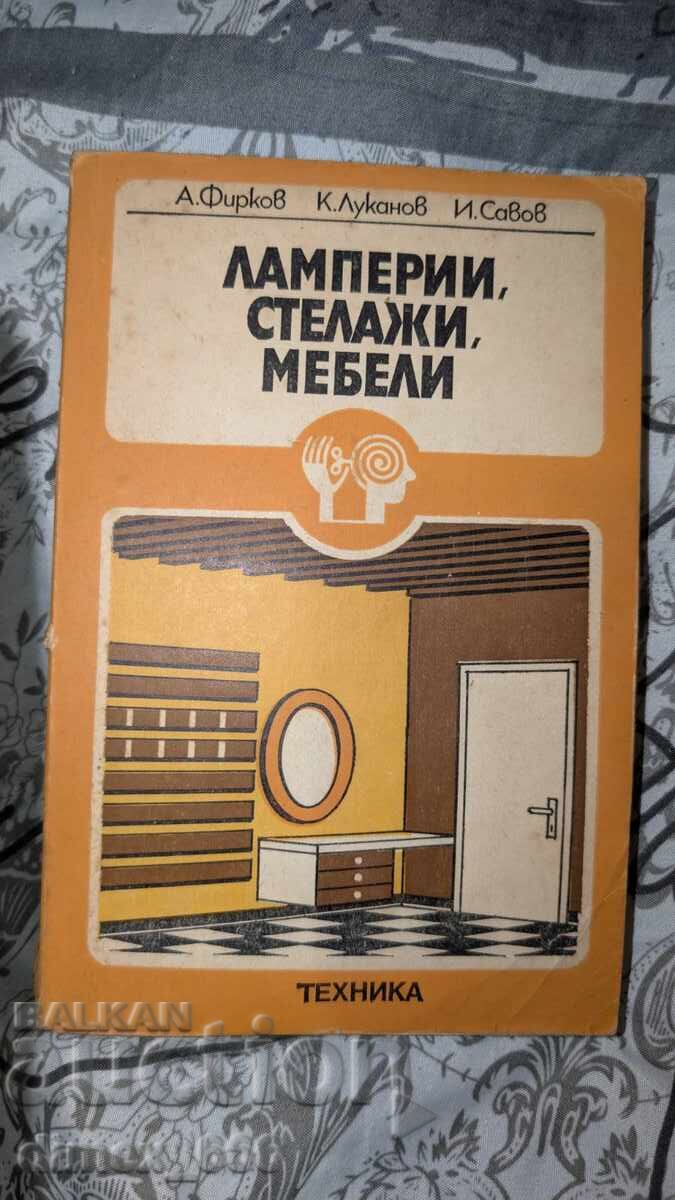 А.Фирков К.Луканов И.Савов
ЛАМПЕРИИ,
СТЕЛАЖИ,
МЕБЕЛИ
ТЕХНИКА
BALKAN
auction